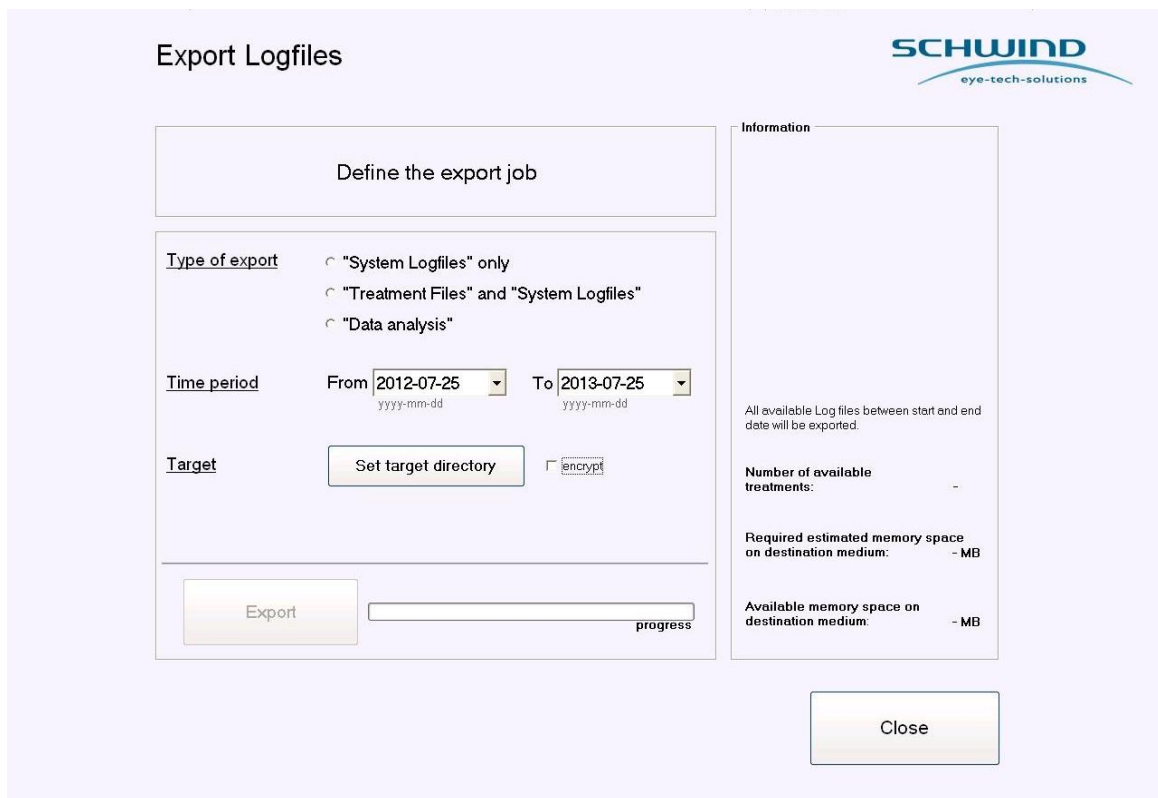 Export Logfiles
SCHWIND
eye-tech-solutions
Define the export job
Type of export
"System Logfiles" only
"Treatment Files" and "System Logfiles"
"Data analysis"
Time period
From 2012-07-25 To 2013-07-25
yyyy-mm-dd yyyy-mm-dd
Target
Set target directory
encrypt
Export
progress
Information
All available Log files between start and end
date will be exported.
Number of available
treatments: -
Required estimated memory space
on destination medium: - MB
Available memory space on
destination medium: - MB
Close